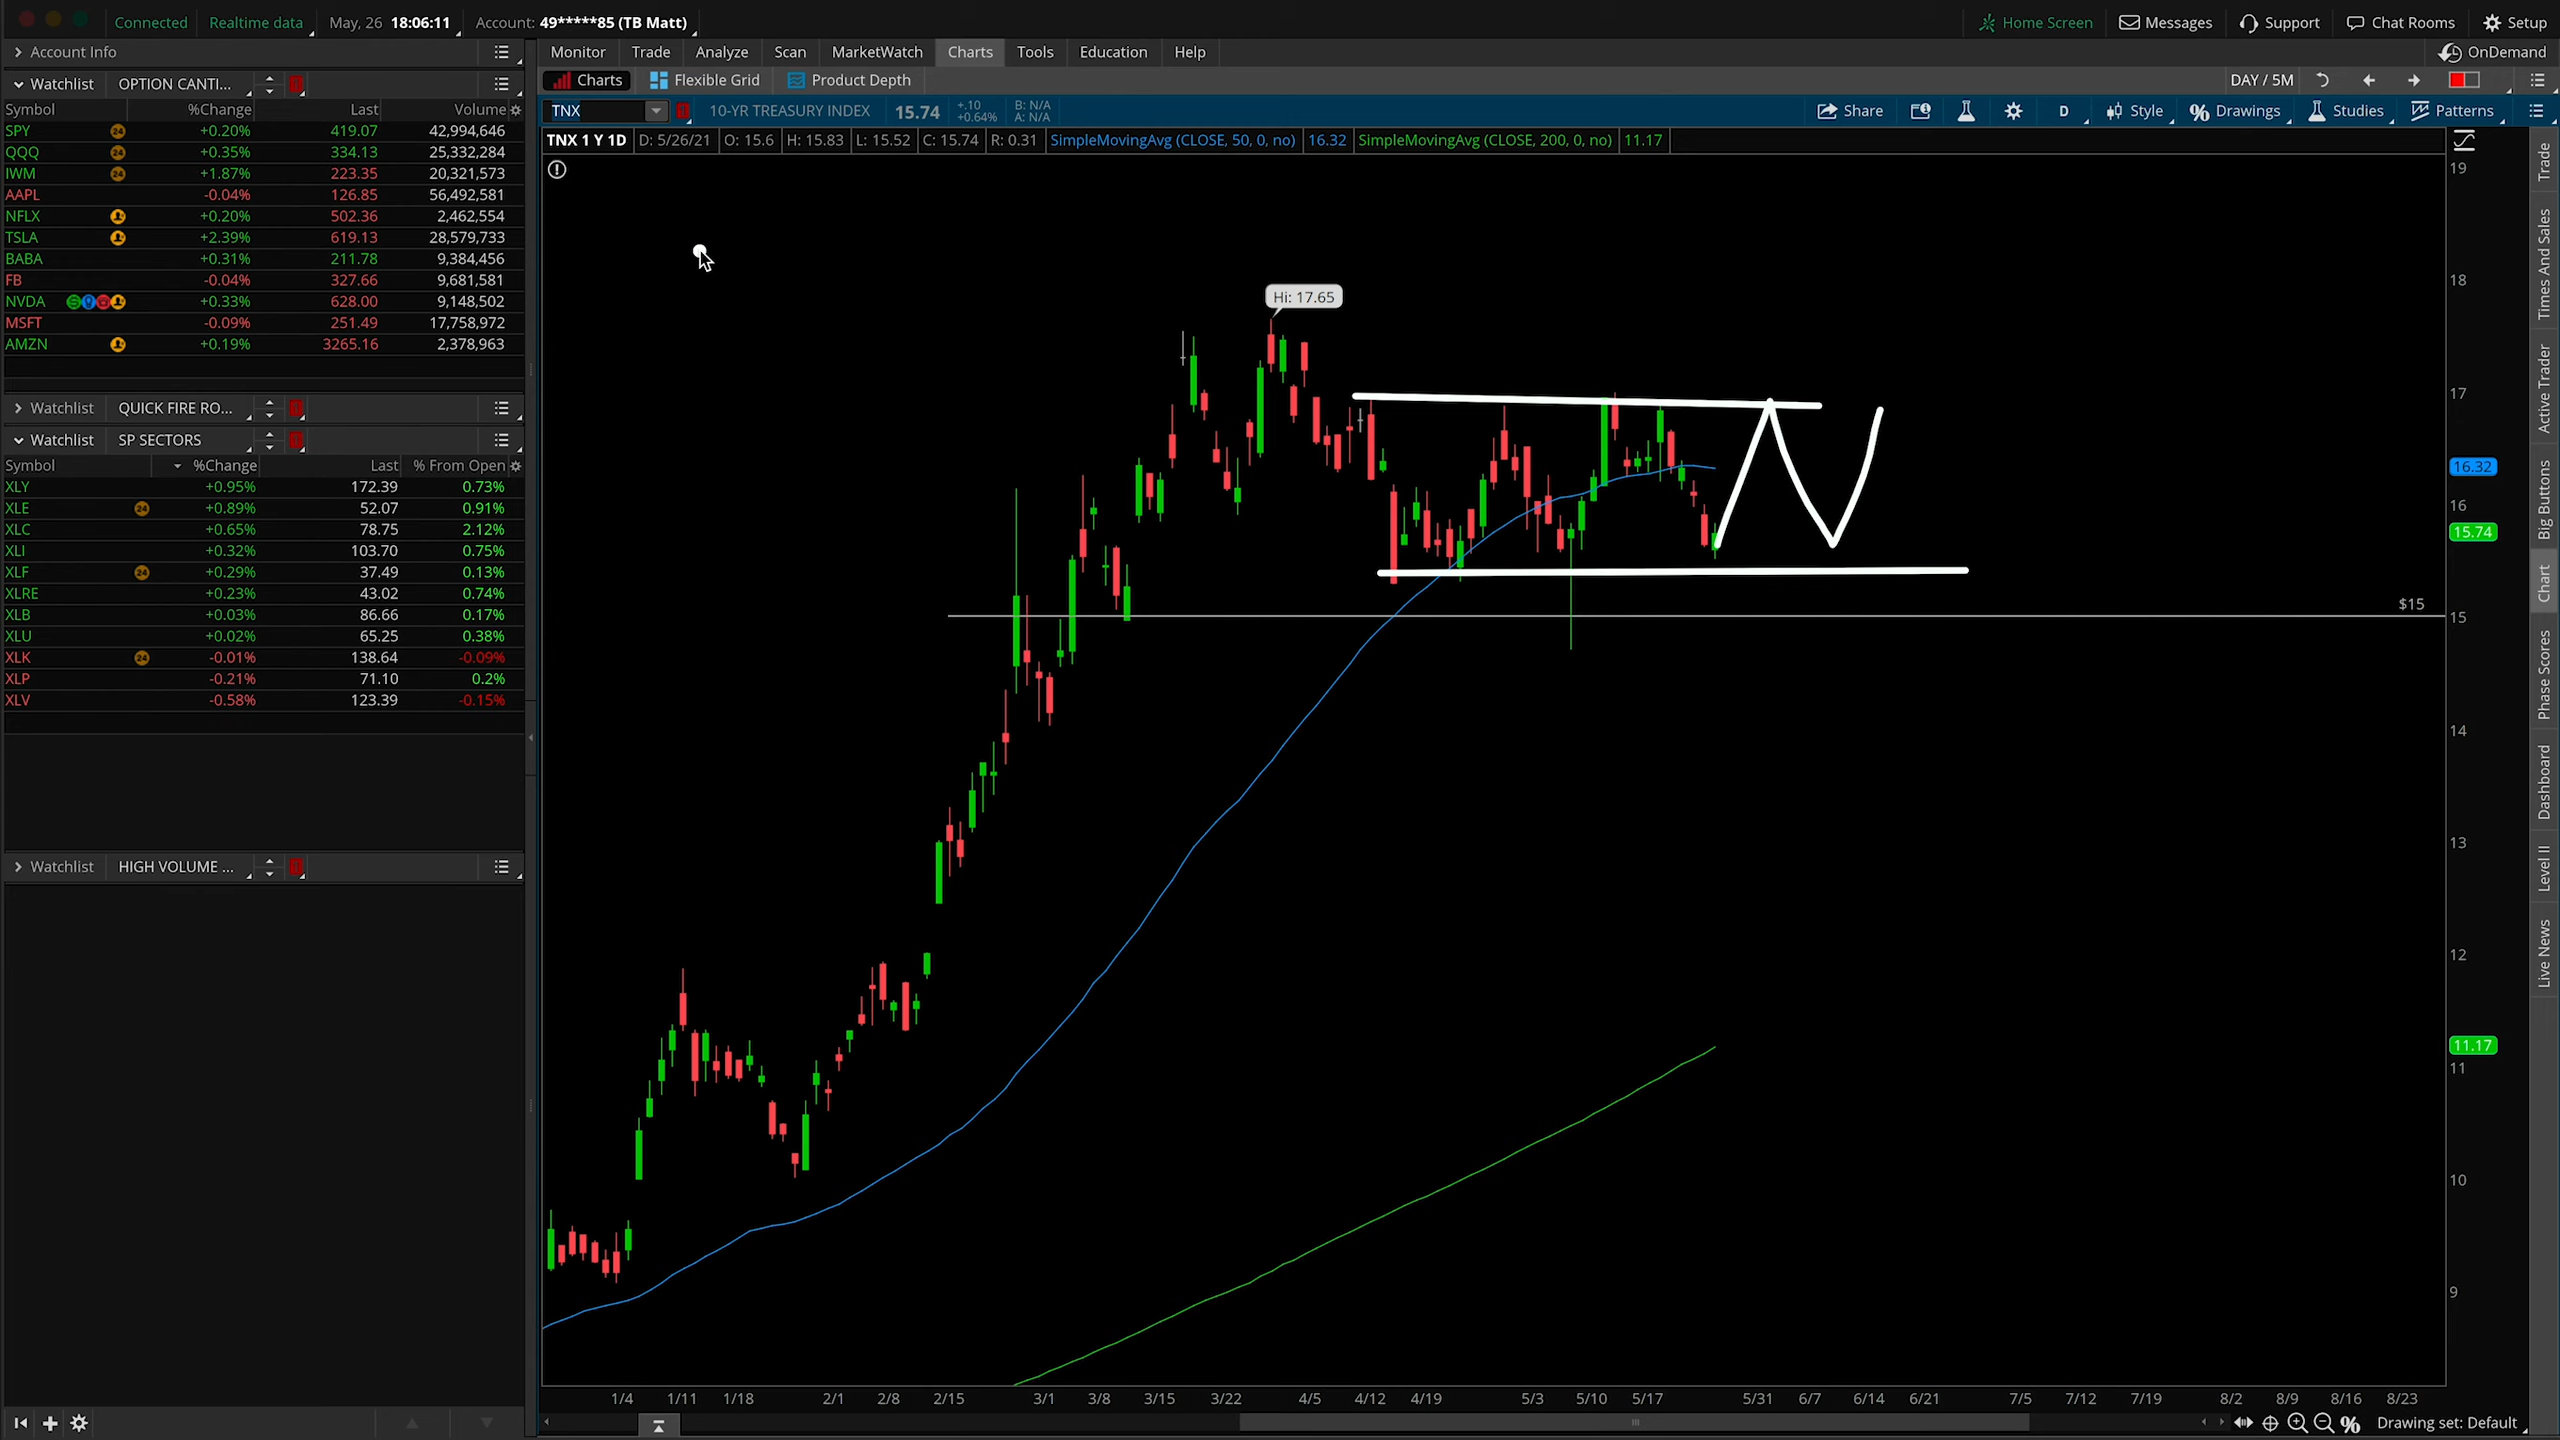 Connected Realtime data May, 26 18:06:11 Account: 49*****85 (TB Matt) Home Screen Messages Support Chat Rooms Setup
Account Info
Monitor Trade Analyze Scan MarketWatch Charts Tools Education Help OnDemand
Charts Flexible Grid Product Depth DAY / 5M
TNX 10-YR TREASURY INDEX 15.74 +.10 +0.64% B: N/A A: N/A Share D Style Drawings Studies Patterns
TNX 1 Y 1D D: 5/26/21 O: 15.6 H: 15.83 L: 15.52 C: 15.74 R: 0.31 SimpleMovingAvg (CLOSE, 50, 0, no) 16.32 SimpleMovingAvg (CLOSE, 200, 0, no) 11.17
Watchlist OPTION CANTI...
Symbol %Change Last Volume
SPY 24 +0.20% 419.07 42,994,646
QQQ 24 +0.35% 334.13 25,332,284
IWM 24 +1.87% 223.35 20,321,573
AAPL -0.04% 126.85 56,492,581
NFLX +0.20% 502.36 2,462,554
TSLA +2.39% 619.13 28,579,733
BABA +0.31% 211.78 9,384,456
FB -0.04% 327.66 9,681,581
NVDA +0.33% 628.00 9,148,502
MSFT -0.09% 251.49 17,758,972
AMZN +0.19% 3265.16 2,378,963
Watchlist QUICK FIRE RO...
Watchlist SP SECTORS
Symbol %Change Last % From Open
XLY +0.95% 172.39 0.73%
XLE 24 +0.89% 52.07 0.91%
XLC +0.65% 78.75 2.12%
XLI +0.32% 103.70 0.75%
XLF 24 +0.29% 37.49 0.13%
XLRE +0.23% 43.02 0.74%
XLB +0.03% 86.66 0.17%
XLU +0.02% 65.25 0.38%
XLK 24 -0.01% 138.64 -0.09%
XLP -0.21% 71.10 0.2%
XLV -0.58% 123.39 -0.15%
Watchlist HIGH VOLUME ...
Hi: 17.65
$15
19
18
17
16.32
16
15.74
15
14
13
12
11.17
11
10
9
1/4 1/11 1/18 2/1 2/8 2/15 3/1 3/8 3/15 3/22 4/5 4/12 4/19 5/3 5/10 5/17 5/31 6/7 6/14 6/21 7/5 7/12 7/19 8/2 8/9 8/16 8/23
Drawing set: Default
Trade
Times And Sales
Active Trader
Big Buttons
Chart
Phase Scores
Dashboard
Level II
Live News